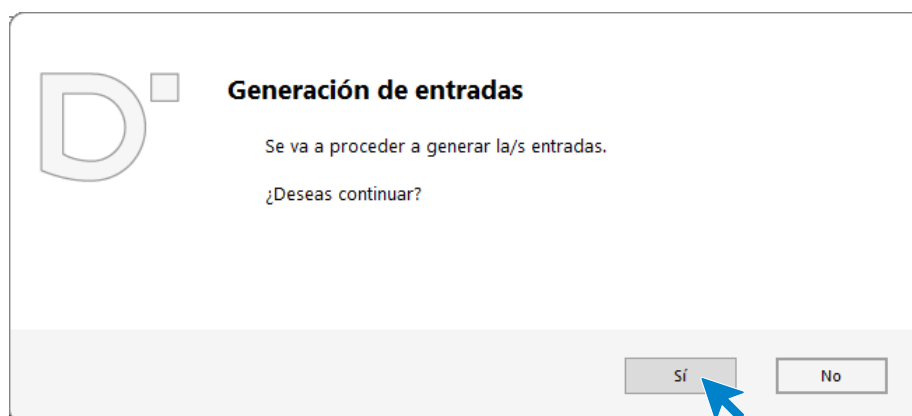 Generación de entradas
Se va a proceder a generar la/s entradas.
¿Deseas continuar?
Sí
No